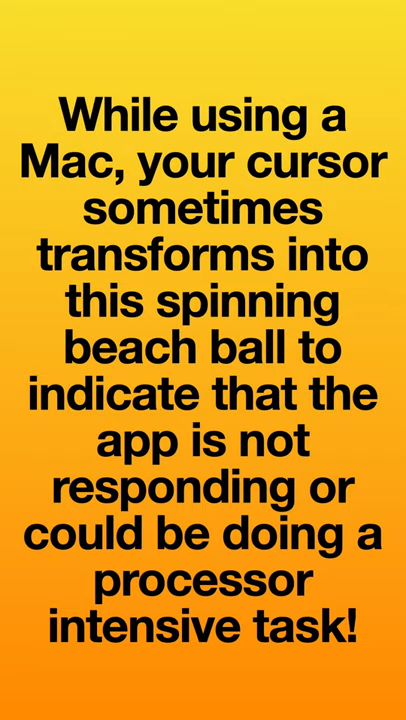 While using a
Mac, your cursor
sometimes
transforms into
this spinning
beach ball to
indicate that the
app is not
responding or
could be doing a
processor
intensive task!